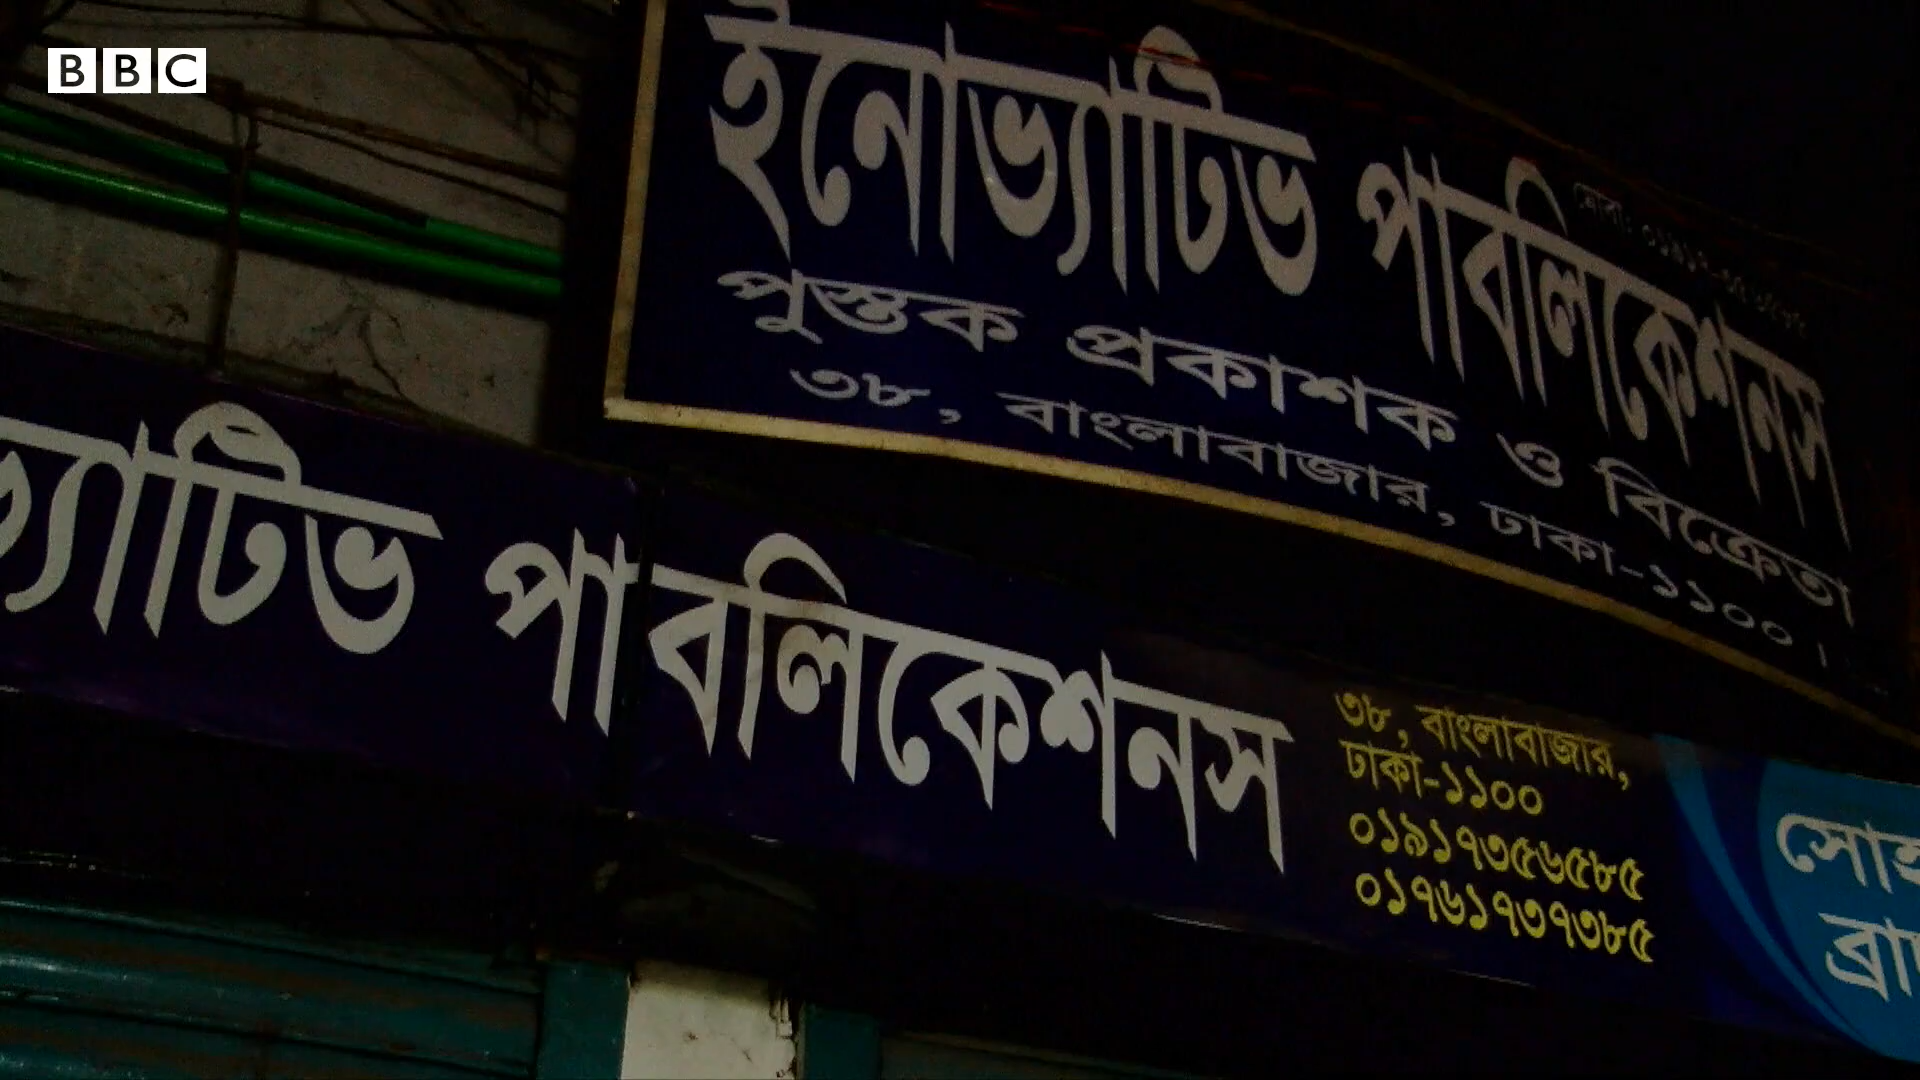 BBC
ইনোভ্যাটিভ পাবলিকেশনস
পুস্তক প্রকাশক ও বিক্রেতা
৩৮, বাংলাবাজার, ঢাকা-১১০০।
ভ্যাটিভ পাবলিকেশনস
৩৮, বাংলাবাজার,
ঢাকা-১১০০
০১৯১৭৩৫৬৫৮৫
০১৭৬১৭৩৭৩৮৫